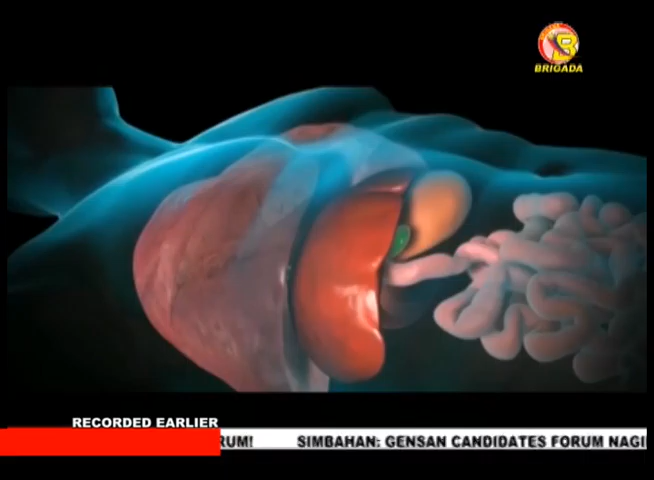 BRIGADA
RECORDED EARLIER
RUM! SIMBAHAN: GENSAN CANDIDATES FORUM NAGI